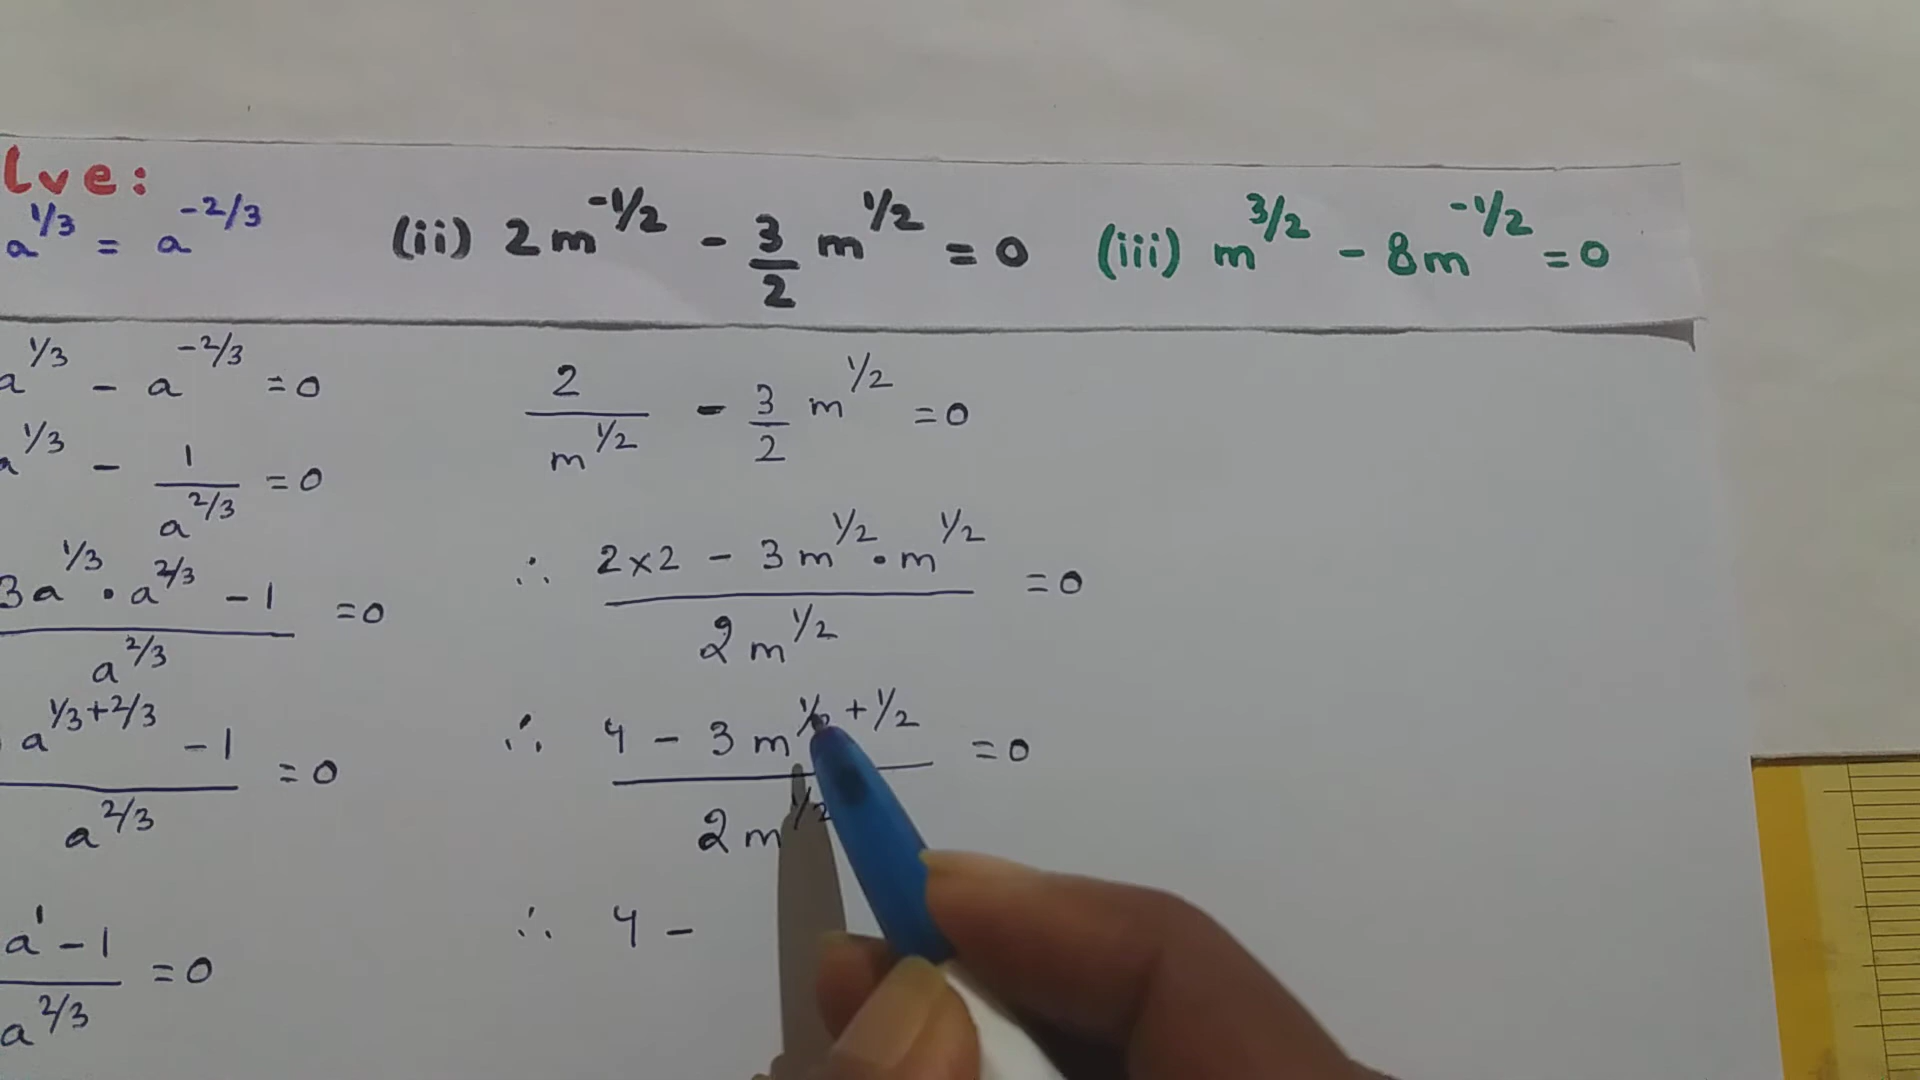 lve:
a^1/3 = a^-2/3 (ii) 2m^-1/2 - 3/2 m^1/2 = 0 (iii) m^3/2 - 8m^-1/2 = 0
a^1/3 - a^-2/3 = 0
a^1/3 - 1/a^2/3 = 0
3a^1/3 • a^2/3 - 1 / a^2/3 = 0
a^1/3+2/3 - 1 / a^2/3 = 0
a^1 - 1 / a^2/3 = 0
2/m^1/2 - 3/2 m^1/2 = 0
∴ 2×2 - 3m^1/2 • m^1/2 / 2m^1/2 = 0
∴ 4 - 3m^1/2+1/2 / 2m^1/2 = 0
∴ 4 -